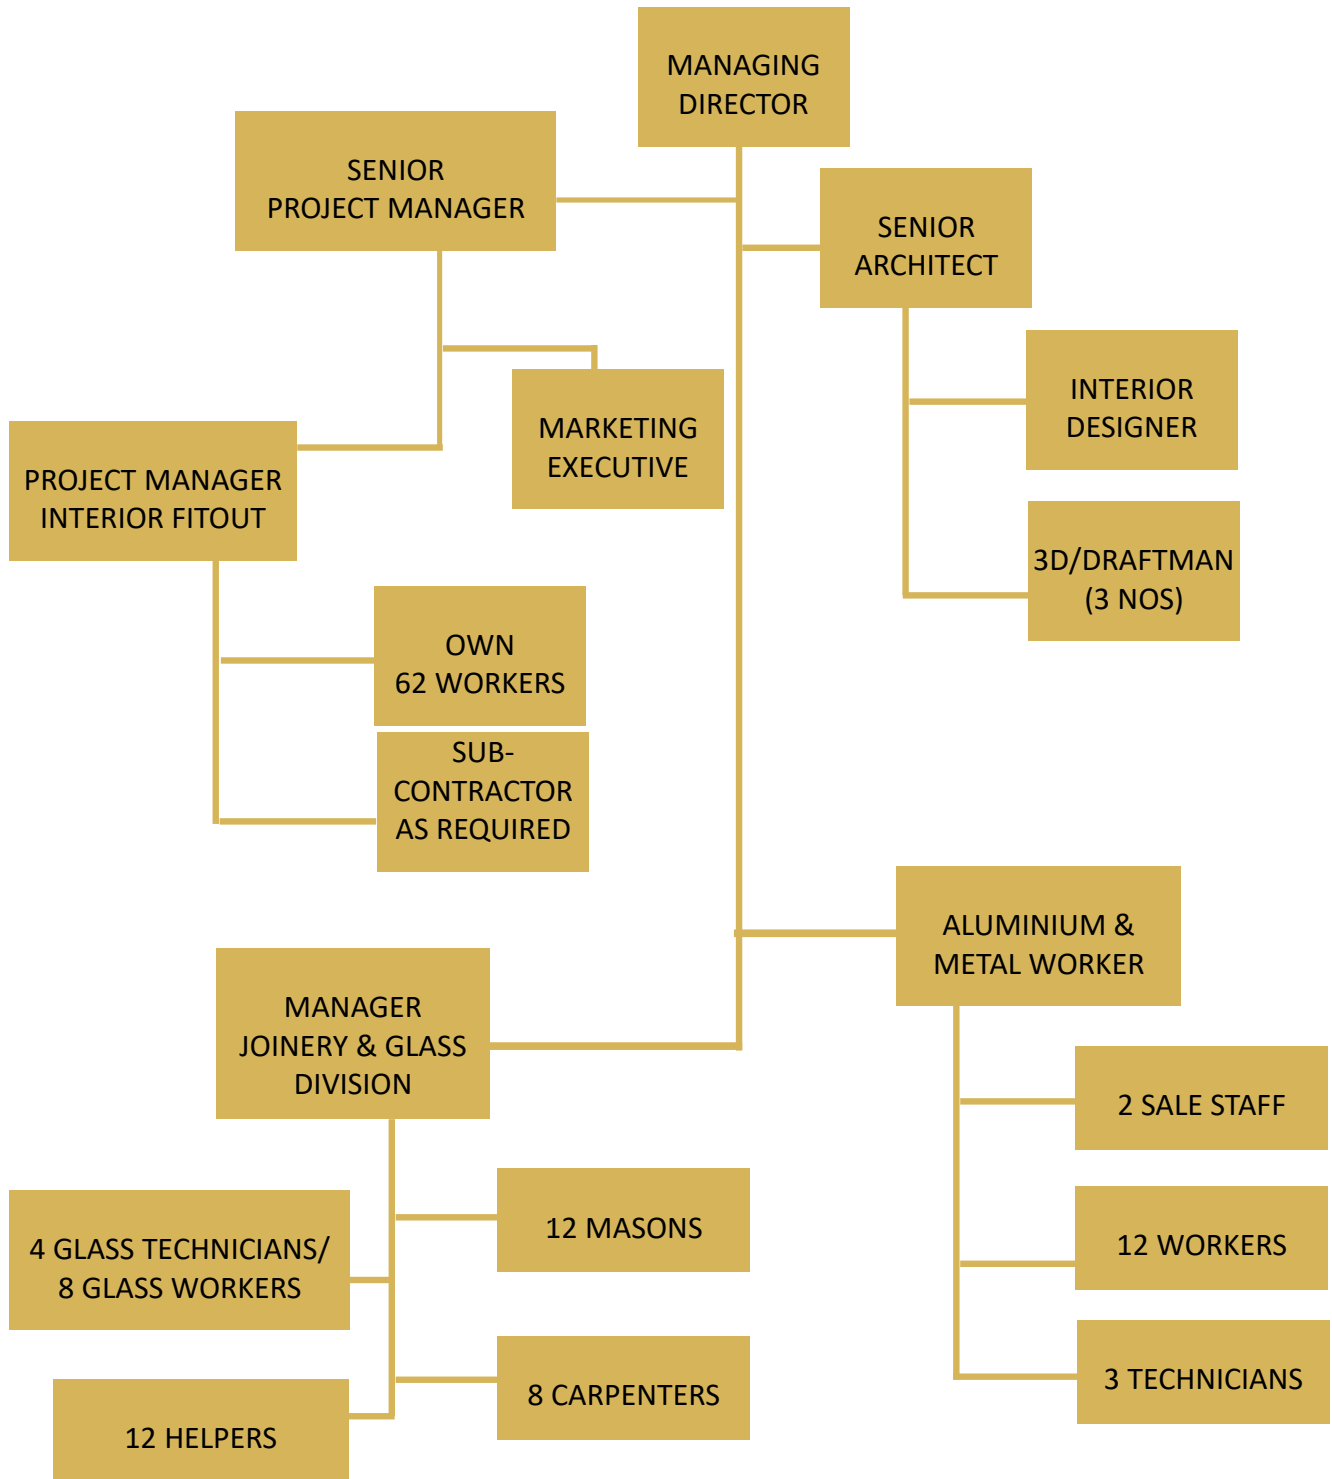 MANAGING
DIRECTOR
SENIOR
PROJECT MANAGER
SENIOR
ARCHITECT
INTERIOR
DESIGNER
MARKETING
EXECUTIVE
PROJECT MANAGER
INTERIOR FITOUT
3D/DRAFTMAN
(3 NOS)
OWN
62 WORKERS
SUB-
CONTRACTOR
AS REQUIRED
ALUMINIUM &
METAL WORKER
MANAGER
JOINERY & GLASS
DIVISION
2 SALE STAFF
12 MASONS
4 GLASS TECHNICIANS/
8 GLASS WORKERS
12 WORKERS
8 CARPENTERS
3 TECHNICIANS
12 HELPERS